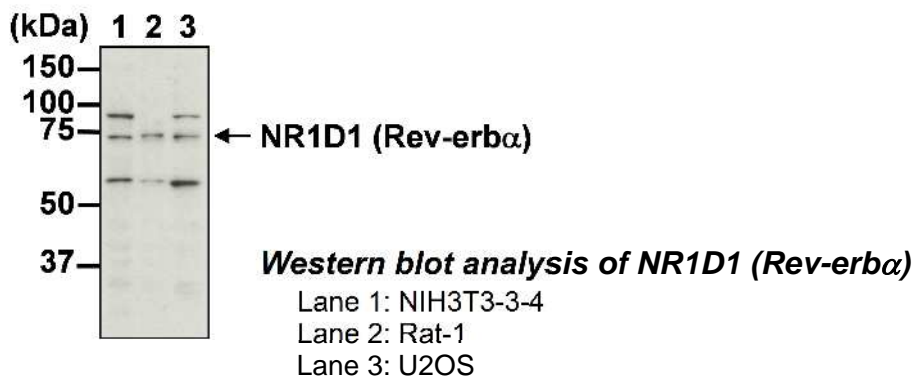 (kDa) 1 2 3
150
100
75
NR1D1 (Rev-erbα)
50
37
Western blot analysis of NR1D1 (Rev-erbα)
Lane 1: NIH3T3-3-4
Lane 2: Rat-1
Lane 3: U2OS